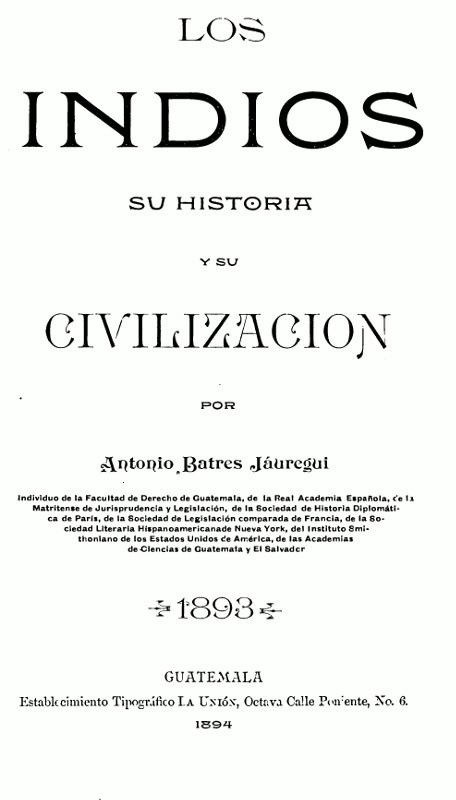 LOS
INDIOS
SU HISTORIA
Y SU
CIVILIZACION
POR
Antonio Batres Jáuregui
Individuo de la Facultad de Derecho de Guatemala, de la Real Academia Española, de la
Matritense de Jurisprudencia y Legislación, de la Sociedad de Historia Diplomáti-
ca de París, de la Sociedad de Legislación comparada de Francia, de la So-
ciedad Literaria Hispanoamericanade Nueva York, del Instituto Smi-
thoniano de los Estados Unidos de América, de las Academias
de Ciencias de Guatemala y El Salvador
1893
GUATEMALA
Establecimiento Tipográfico LA UNIÓN, Octava Calle Poniente, No. 6.
1894